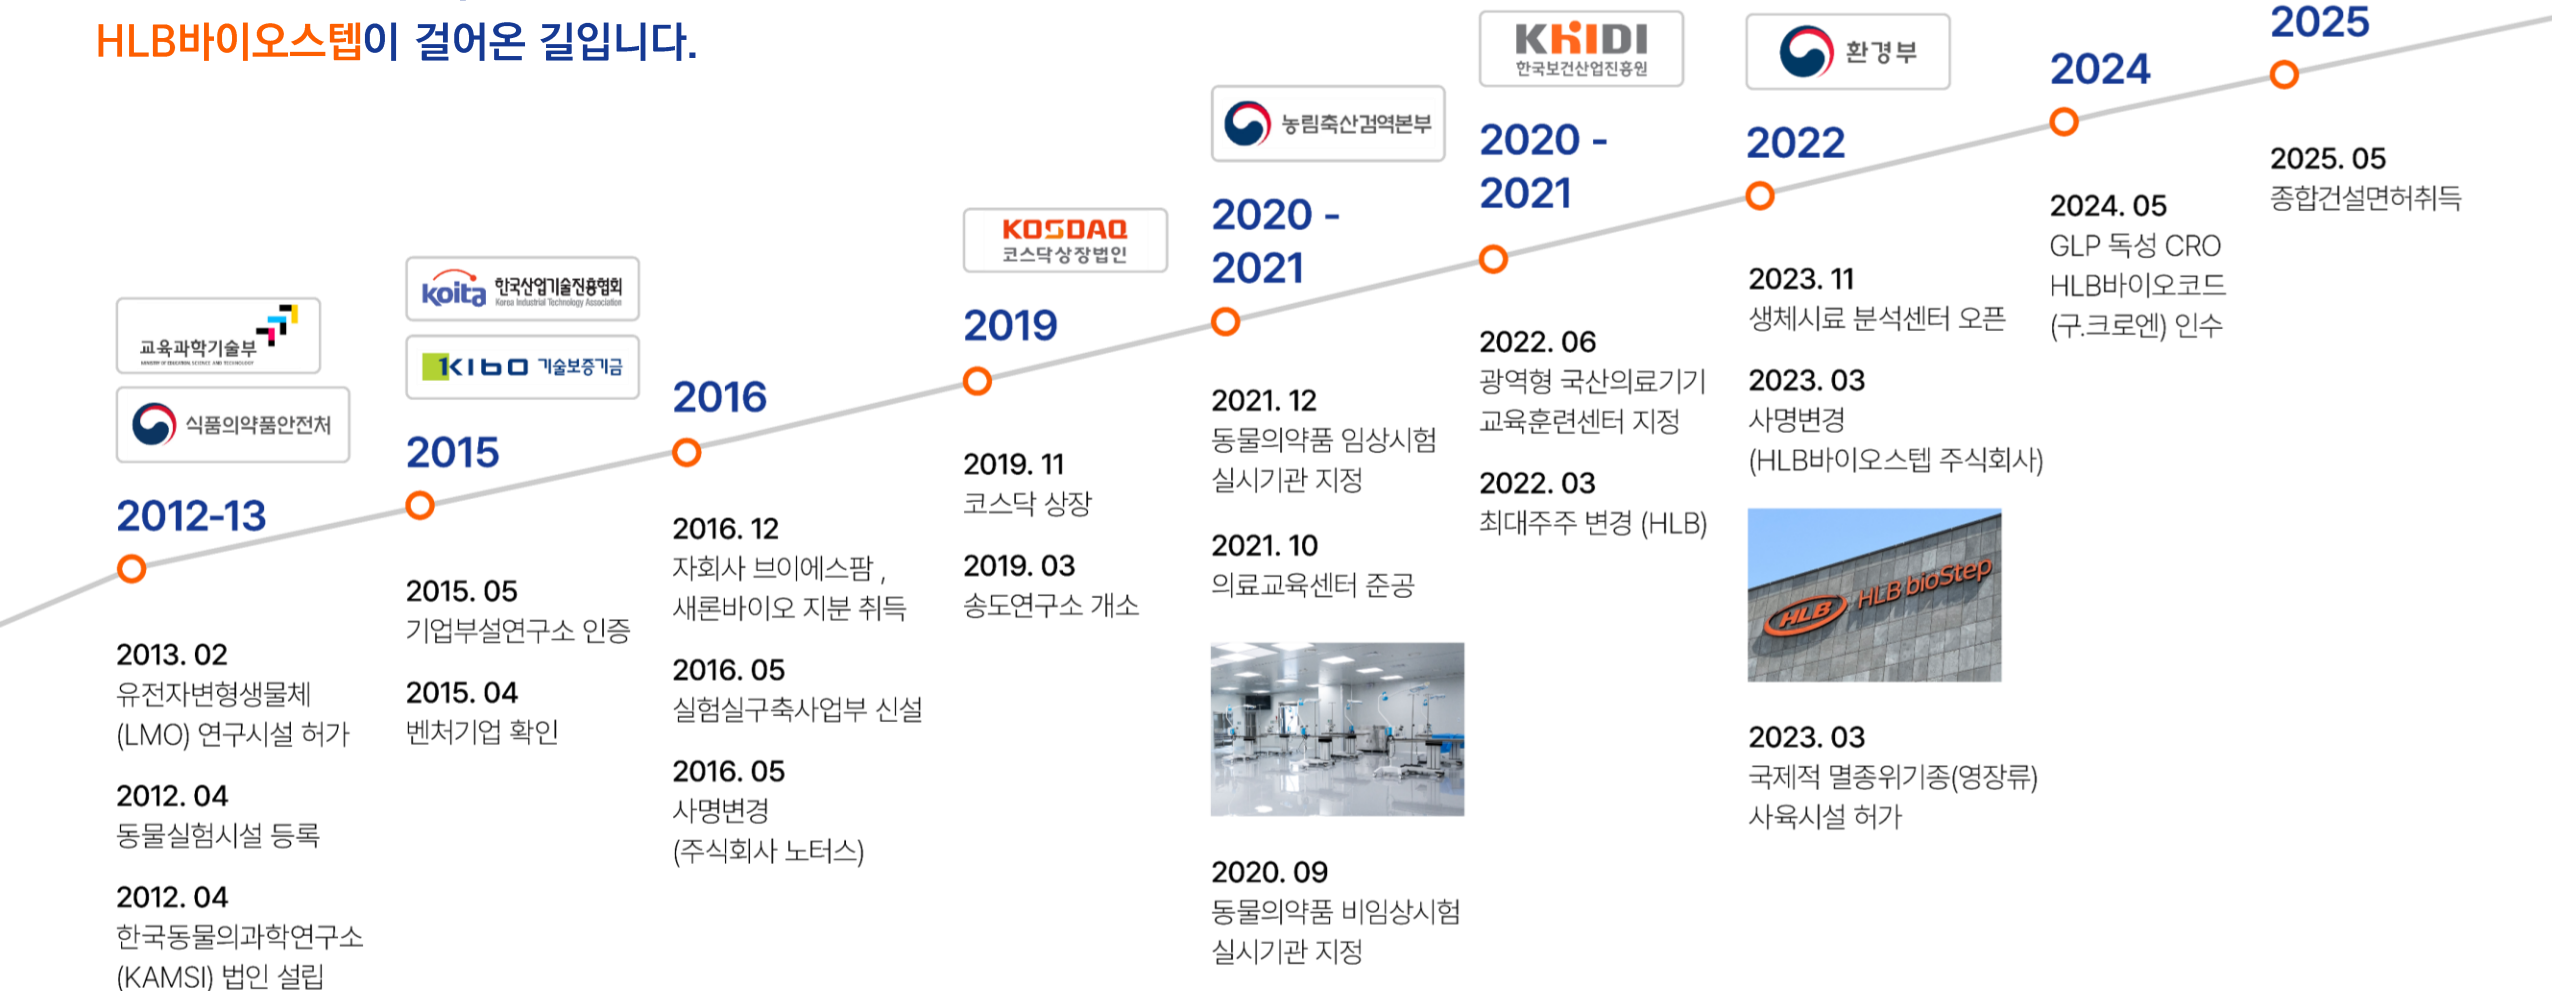 HLB바이오스텝이 걸어온 길입니다.
교육과학기술부
MINISTRY OF EDUCATION, SCIENCE AND TECHNOLOGY
식품의약품안전처
2012-13
2013. 02
유전자변형생물체
(LMO) 연구시설 허가
2012. 04
동물실험시설 등록
2012. 04
한국동물의과학연구소
(KAMSI) 법인 설립
koita 한국산업기술진흥협회
Korea Industrial Technology Association
KIBO 기술보증기금
2015
2015. 05
기업부설연구소 인증
2015. 04
벤처기업 확인
2016
2016. 12
자회사 브이에스팜 ,
새론바이오 지분 취득
2016. 05
실험실구축사업부 신설
2016. 05
사명변경
(주식회사 노터스)
KOSDAQ
코스닥상장법인
2019
2019. 11
코스닥 상장
2019. 03
송도연구소 개소
농림축산검역본부
2020 -
2021
2021. 12
동물의약품 임상시험
실시기관 지정
2021. 10
의료교육센터 준공
2020. 09
동물의약품 비임상시험
실시기관 지정
KHIDI
한국보건산업진흥원
2020 -
2021
2022. 06
광역형 국산의료기기
교육훈련센터 지정
2022. 03
최대주주 변경 (HLB)
환경부
2022
2023. 11
생체시료 분석센터 오픈
2023. 03
사명변경
(HLB바이오스텝 주식회사)
HLB HLB bioStep
2023. 03
국제적 멸종위기종(영장류)
사육시설 허가
2024
2024. 05
GLP 독성 CRO
HLB바이오코드
(구.크로엔) 인수
2025
2025. 05
종합건설면허취득